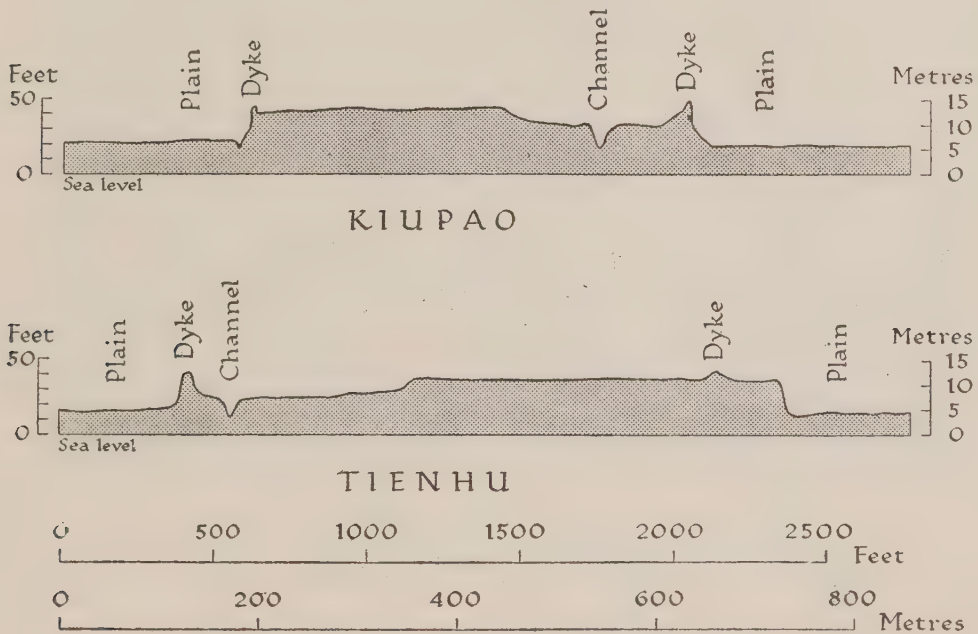 Plain Dyke Channel Dyke Plain
Feet Metres
50 15
10
5
0 0
Sea level
KIUPAO
Plain Dyke Channel Dyke Plain
Feet Metres
50 15
10
5
0 0
Sea level
TIENHU
0 500 1000 1500 2000 2500
Feet
0 200 400 600 800
Metres